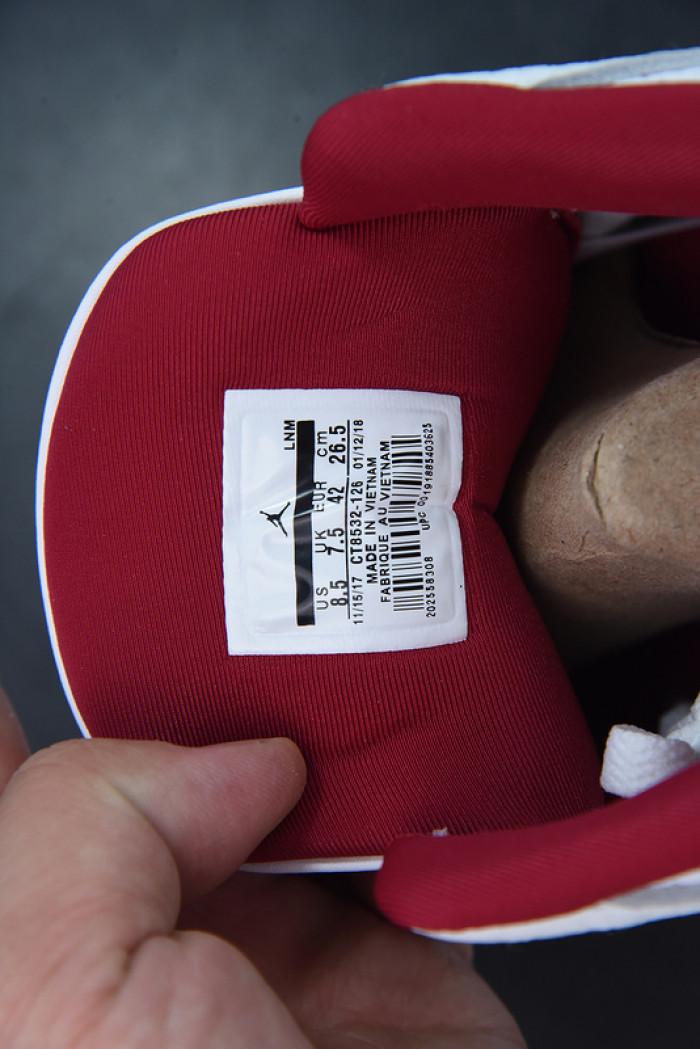 LNM
US UK EUR cm
8.5 7.5 42 26.5
11/15/17 CT8532-126 01/12/18
MADE IN VIETNAM
FABRIQUE AU VIETNAM
202558308 UPC 00191885403625